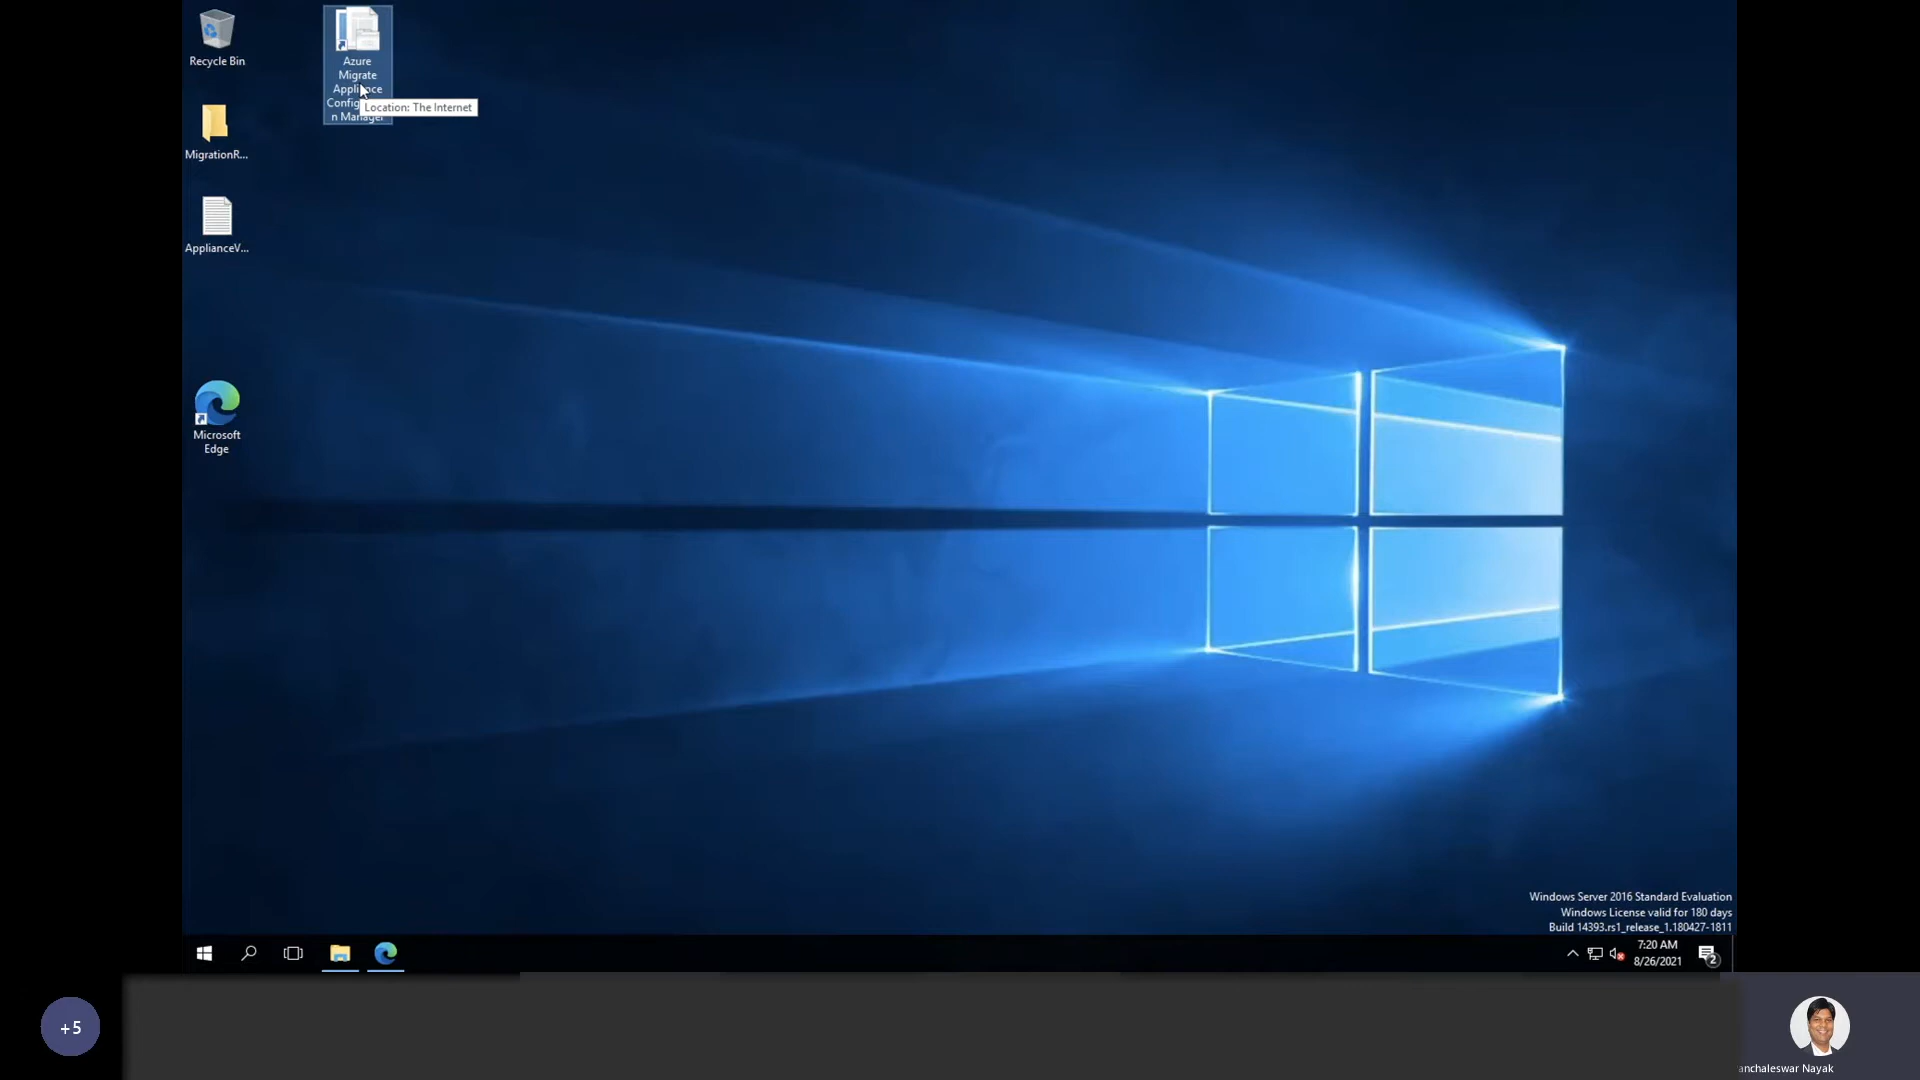 Recycle Bin
Azure
Migrate
Appliance
Config
n Manager
Location: The Internet
MigrationR...
ApplianceV...
Microsoft
Edge
Windows Server 2016 Standard Evaluation
Windows License valid for 180 days
Build 14393.rs1_release_1.180427-1811
7:20 AM
8/26/2021
2
+5
anchaleswar Nayak